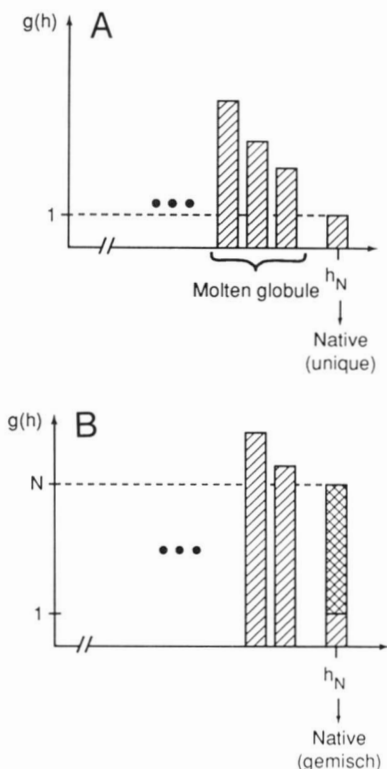 g(h)
A
1
h_N
Molten globule
Native
(unique)
g(h)
B
N
1
h_N
Native
(gemisch)